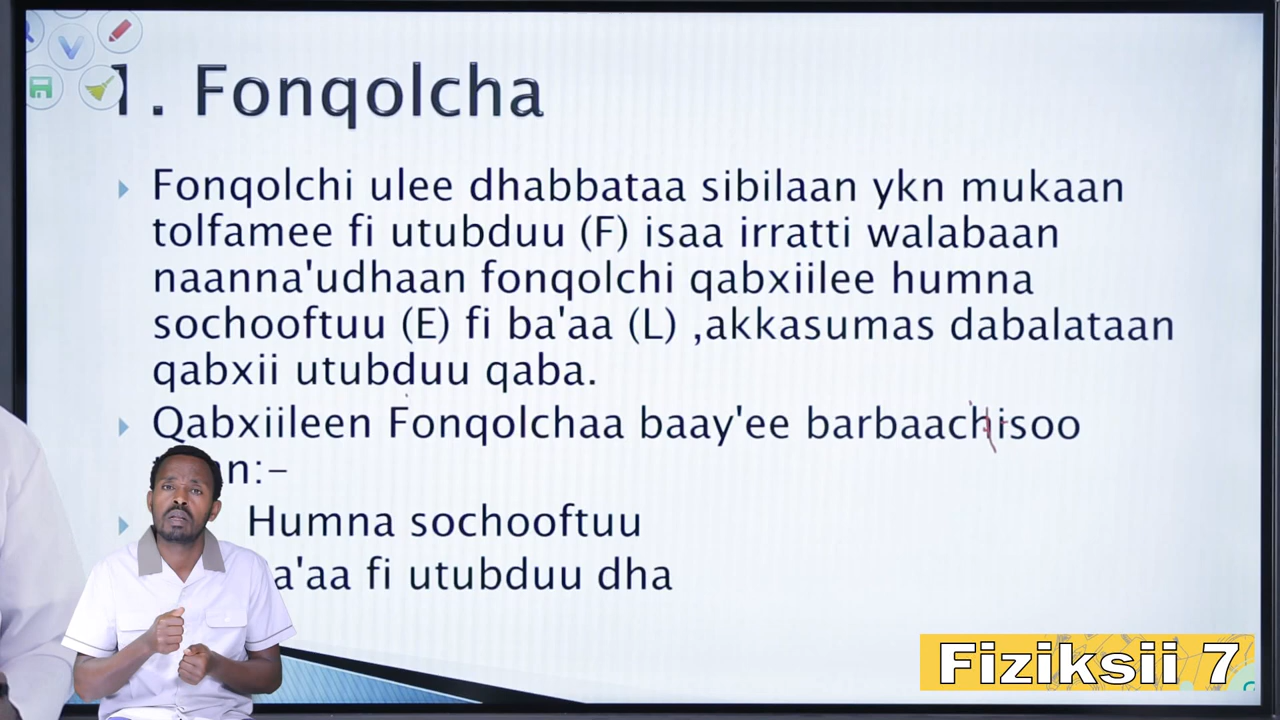 . Fonqolcha
Fonqolchi ulee dhabbataa sibilaan ykn mukaan
tolfamee fi utubduu (F) isaa irratti walabaan
naanna'udhaan fonqolchi qabxiilee humna
sochooftuu (E) fi ba'aa (L) ,akkasumas dabalataan
qabxii utubduu qaba.
Qabxiileen Fonqolchaa baay'ee barbaachisoo
Humna sochooftuu
fi utubduu dha
Fiziksii 7